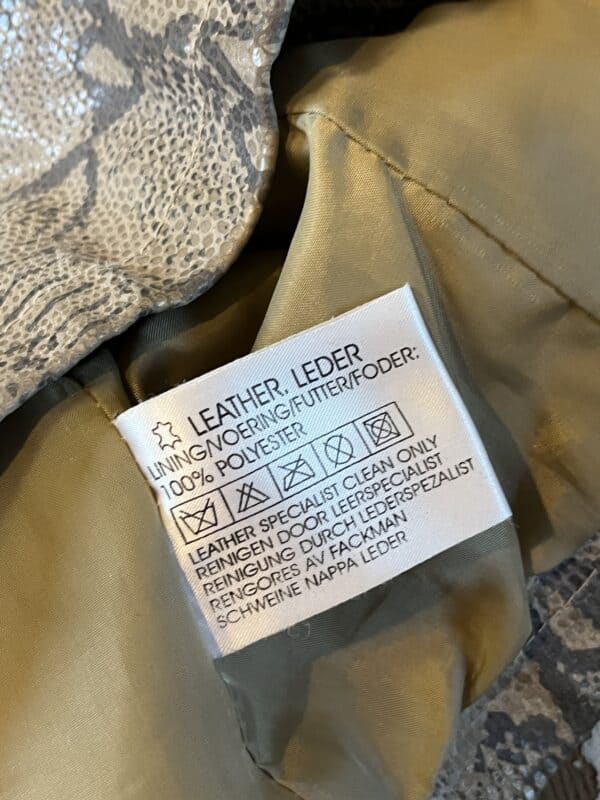 LEATHER. LEDER
LINING/VOERING/FUTTER/FODER:
100% POLYESTER
LEATHER SPECIALIST CLEAN ONLY
REINIGEN DOOR LEERSPECIALIST
REINIGUNG DURCH LEDERSPEZALIST
RENGORES AV FACKMAN
SCHWEINE NAPPA LEDER